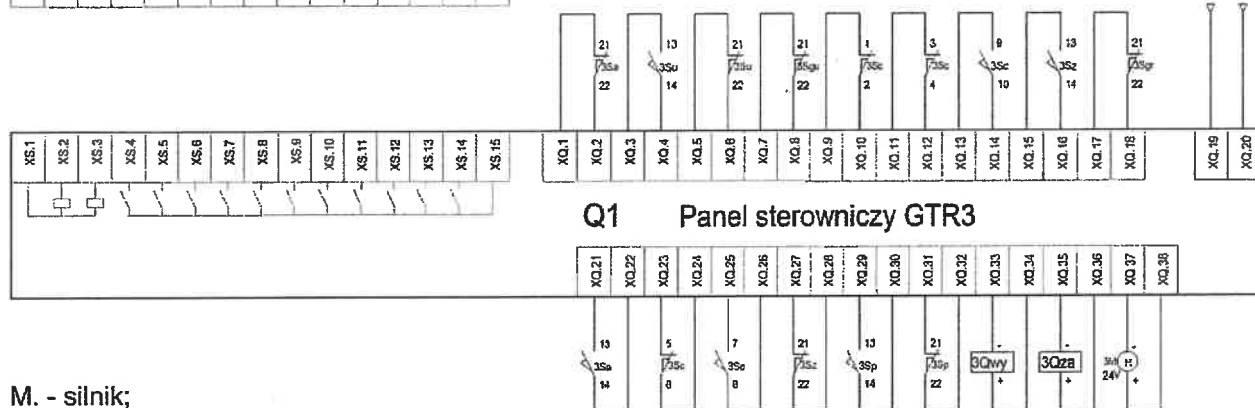 21 13 21 21 1 3 9 13 21
3Sa 3Su 3Su 3Sgu 3Sc 3Sc 3Sc 3Sz 3Sgr
22 14 22 22 2 4 10 14 22
XS.1 XS.2 XS.3 XS.4 XS.5 XS.6 XS.7 XS.8 XS.9 XS.10 XS.11 XS.12 XS.13 XS.14 XS.15 XQ.1 XQ.2 XQ.3 XQ.4 XQ.5 XQ.6 XQ.7 XQ.8 XQ.9 XQ.10 XQ.11 XQ.12 XQ.13 XQ.14 XQ.15 XQ.16 XQ.17 XQ.18 XQ.19 XQ.20
Q1 Panel sterowniczy GTR3
XQ.21 XQ.22 XQ.23 XQ.24 XQ.25 XQ.26 XQ.27 XQ.28 XQ.29 XQ.30 XQ.31 XQ.32 XQ.33 XQ.34 XQ.35 XQ.36 XQ.37 XQ.38
13 5 7 21 13 21 - - -
3Sa 3Sc 3Sc 3Sz 3Sp 3Sp 3Qwy 3Qza M
24V
14 6 8 22 14 22 + + +
M. - silnik;